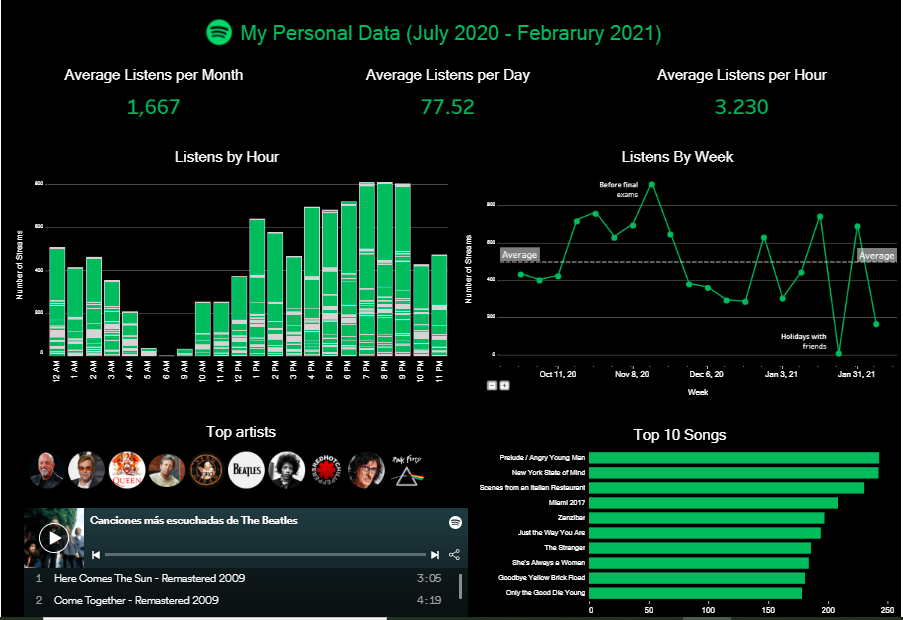 My Personal Data (July 2020 - Februrary 2021)
Average Listens per Month
Average Listens per Day
Average Listens per Hour
1,667
77.52
3.230
Listens by Hour
Number of Streams
800
600
400
200
0
12 AM
1 AM
2 AM
3 AM
4 AM
5 AM
6 AM
9 AM
10 AM
11 AM
12 PM
1 PM
2 PM
3 PM
4 PM
5 PM
6 PM
7 PM
8 PM
9 PM
10 PM
11 PM
Listens By Week
Number of Streams
800
600
400
200
0
Before final
exams
Average
Average
Holidays with
friends
Oct 11, 20
Nov 8, 20
Dec 6, 20
Jan 3, 21
Jan 31, 21
Week
Top artists
QUEEN
BEATLES
RED HOT CHILI PEPPERS
PINK FLOYD
Canciones más escuchadas de The Beatles
1 Here Comes The Sun - Remastered 2009 3:05
2 Come Together - Remastered 2009 4:19
Top 10 Songs
Prelude / Angry Young Man
New York State of Mind
Scenes from an Italian Restaurant
Miami 2017
Zanzibar
Just the Way You Are
The Stranger
She's Always a Woman
Goodbye Yellow Brick Road
Only the Good Die Young
0
50
100
150
200
250